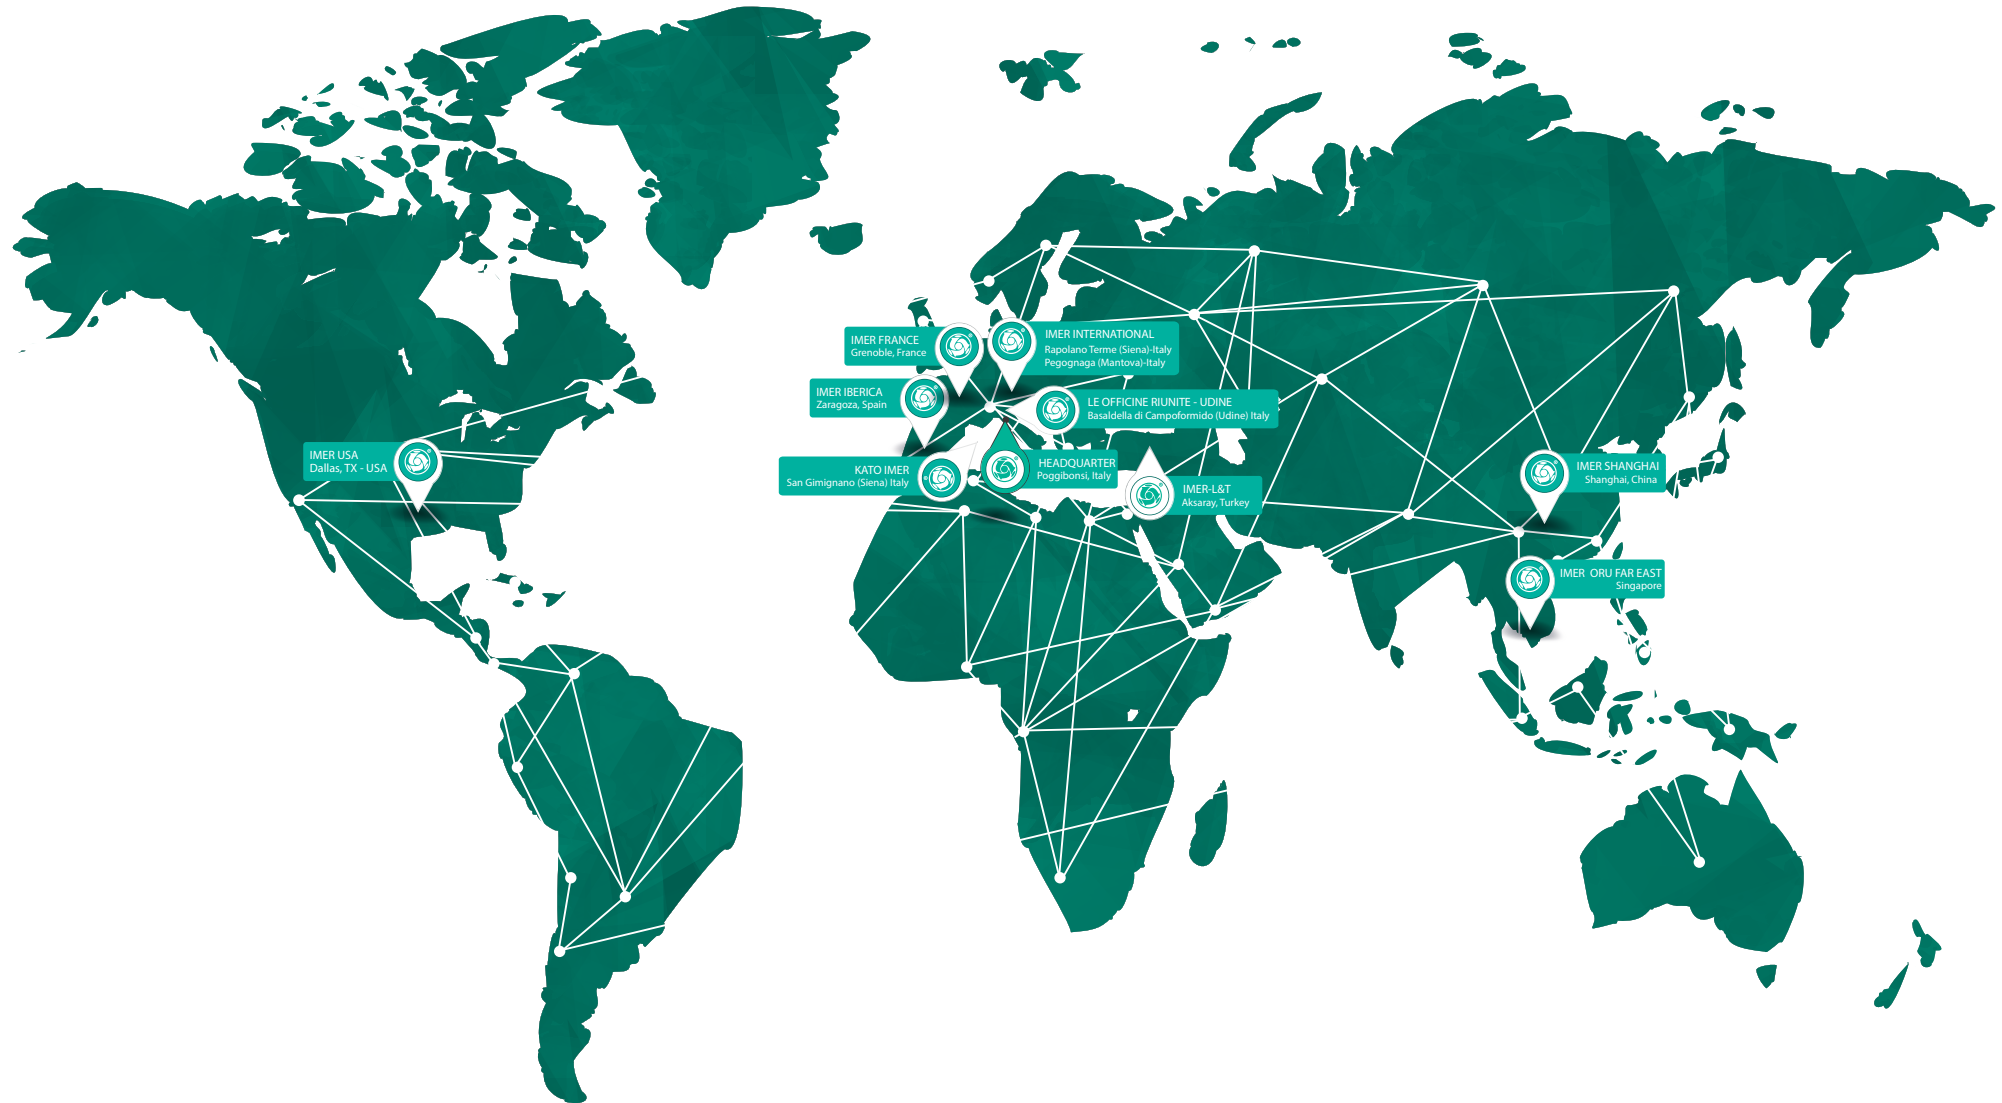 IMER FRANCE
Grenoble, France
IMER INTERNATIONAL
Rapolano Terme (Siena)-Italy
Pegognaga (Mantova)-Italy
IMER IBERICA
Zaragoza, Spain
LE OFFICINE RIUNITE - UDINE
Basaldella di Campoformido (Udine) Italy
IMER USA
Dallas, TX - USA
KATO IMER
San Gimignano (Siena) Italy
HEADQUARTER
Poggibonsi, Italy
IMER-L&T
Aksaray, Turkey
IMER SHANGHAI
Shanghai, China
IMER ORU FAR EAST
Singapore